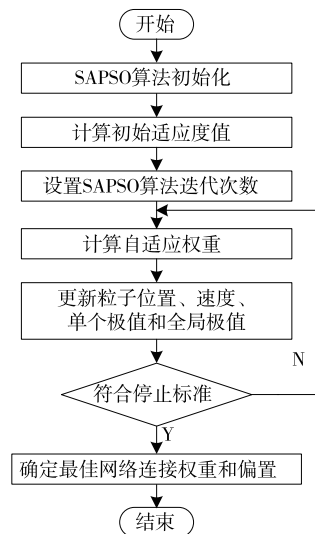 开始
SAPSO算法初始化
计算初始适应度值
设置SAPSO算法迭代次数
计算自适应权重
更新粒子位置、速度、
单个极值和全局极值
N
符合停止标准
Y
确定最佳网络连接权重和偏置
结束